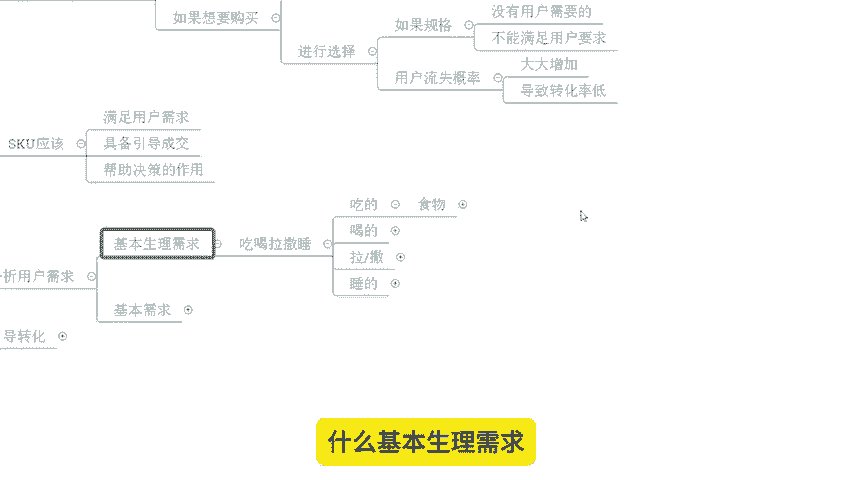 没有用户需要的
如果想要购买
如果规格
不能满足用户要求
进行选择
大大增加
用户流失概率
导致转化率低
满足用户需求
SKU应该
具备引导成交
帮助决策的作用
吃的
食物
喝的
基本生理需求
吃喝拉撒睡
拉/撒
析用户需求
睡的
基本需求
导转化
什么基本生理需求